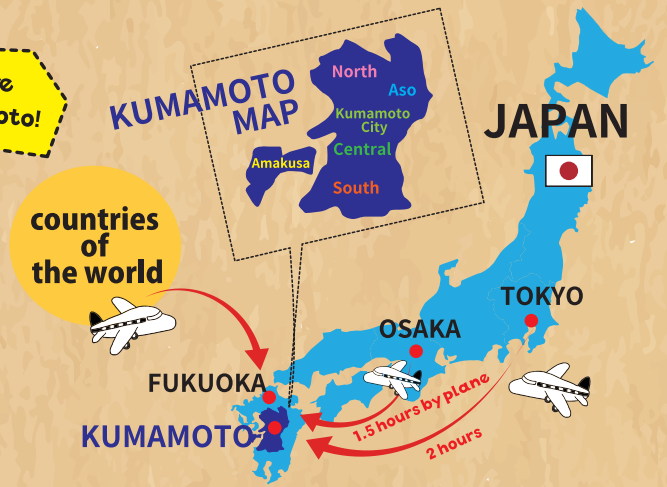 oto!
KUMAMOTO
MAP
North
Aso
Kumamoto
City
Central
Amakusa
South
JAPAN
countries
of
the world
TOKYO
OSAKA
FUKUOKA
KUMAMOTO
1.5 hours by plane
2 hours